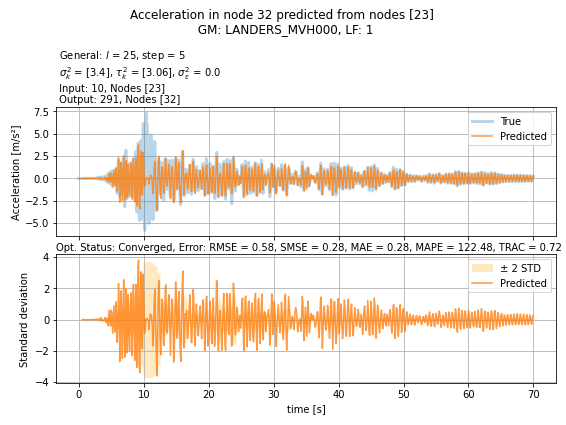 Acceleration in node 32 predicted from nodes [23]
GM: LANDERS_MVH000, LF: 1
General: l = 25, step = 5
σ²ₖ = [3.4], τ²ₖ = [3.06], σ²ε = 0.0
Input: 10, Nodes [23]
Output: 291, Nodes [32]
Acceleration [m/s²]
7.5
5.0
2.5
0.0
−2.5
−5.0
True
Predicted
Opt. Status: Converged, Error: RMSE = 0.58, SMSE = 0.28, MAE = 0.28, MAPE = 122.48, TRAC = 0.72
Standard deviation
4
2
0
−2
−4
± 2 STD
Predicted
0 10 20 30 40 50 60 70
time [s]